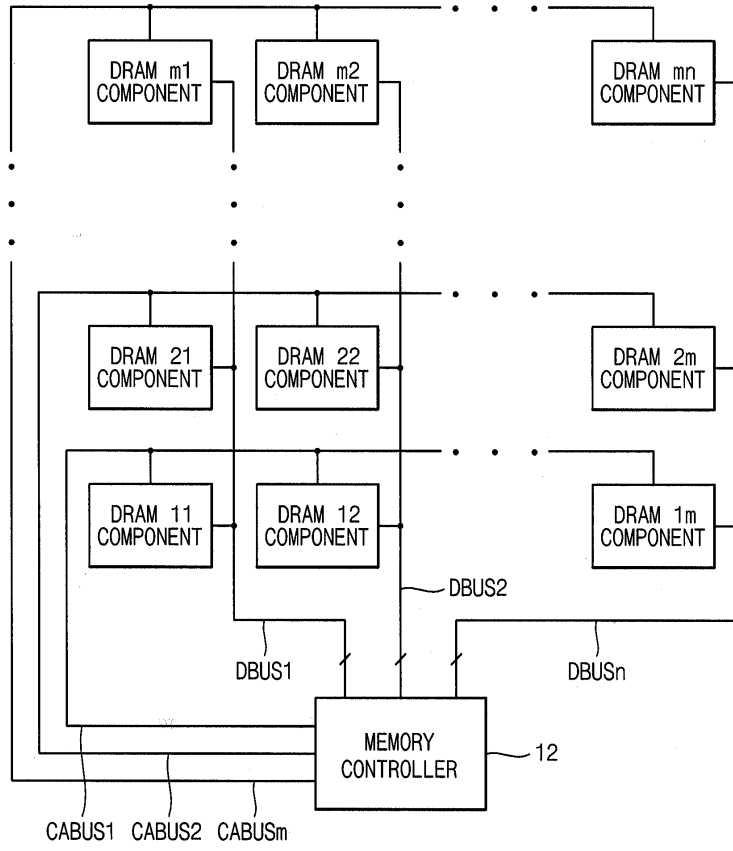 DRAM m1
COMPONENT
DRAM m2
COMPONENT
DRAM mn
COMPONENT
DRAM 21
COMPONENT
DRAM 22
COMPONENT
DRAM 2m
COMPONENT
DRAM 11
COMPONENT
DRAM 12
COMPONENT
DRAM 1m
COMPONENT
DBUS2
DBUS1
DBUSn
MEMORY
CONTROLLER
12
CABUS1 CABUS2 CABUSm